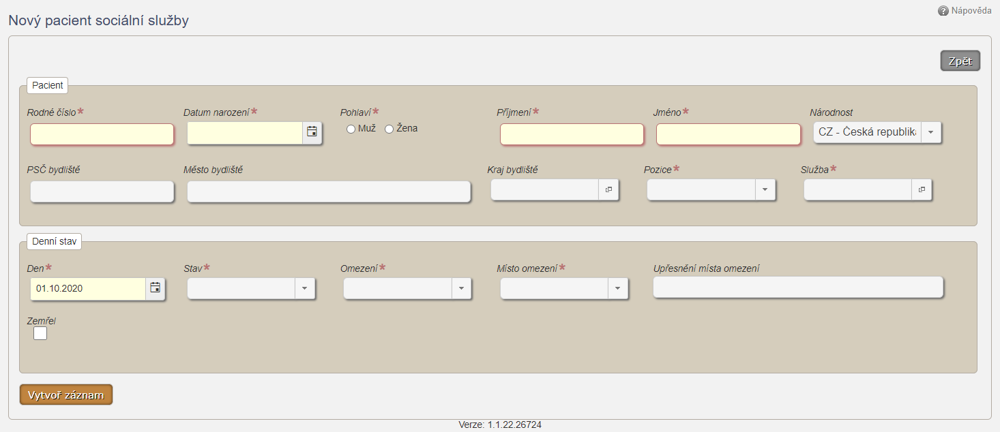 Nápověda
Nový pacient sociální služby
Zpět
Pacient
Rodné číslo* Datum narození* Pohlaví* Příjmení* Jméno* Národnost
Muž Žena CZ - Česká republika
PSČ bydliště Město bydliště Kraj bydliště Pozice* Služba*
Denní stav
Den* Stav* Omezení* Místo omezení* Upřesnění místa omezení
01.10.2020
Zemřel
Vytvoř záznam
Verze: 1.1.22.26724